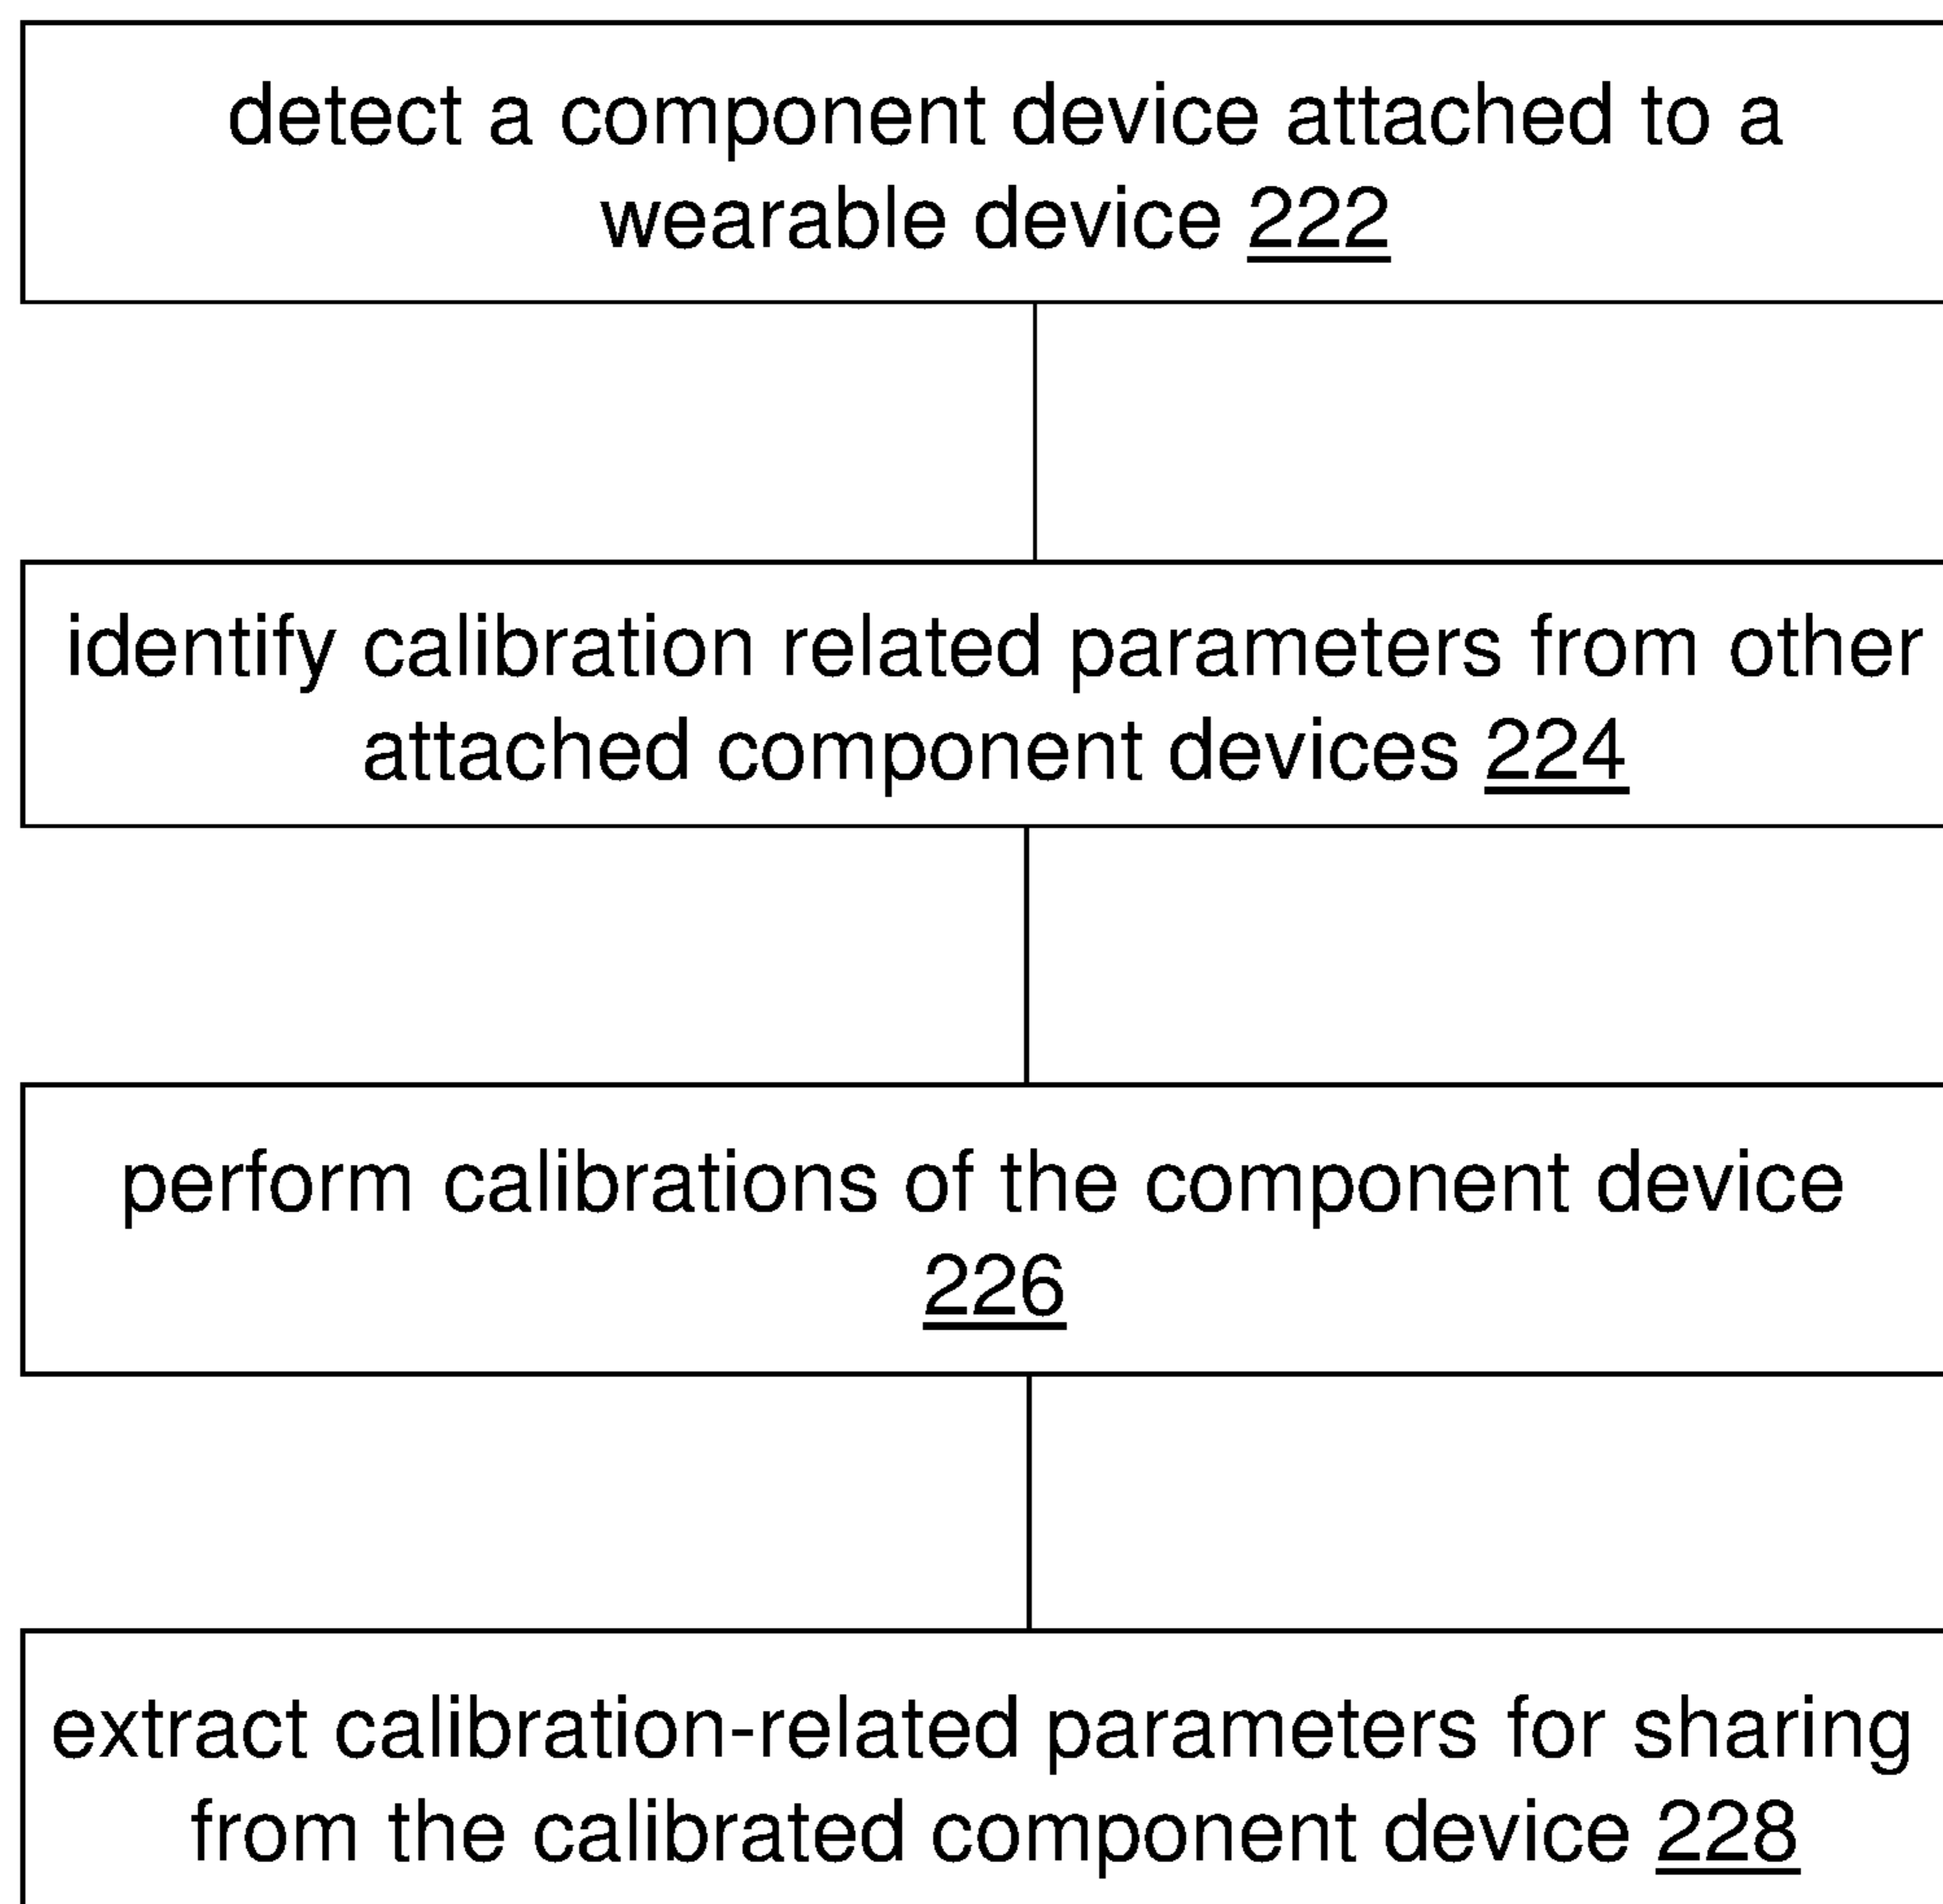 detect a component device attached to a
wearable device 222
identify calibration related parameters from other
attached component devices 224
perform calibrations of the component device
226
extract calibration-related parameters for sharing
from the calibrated component device 228